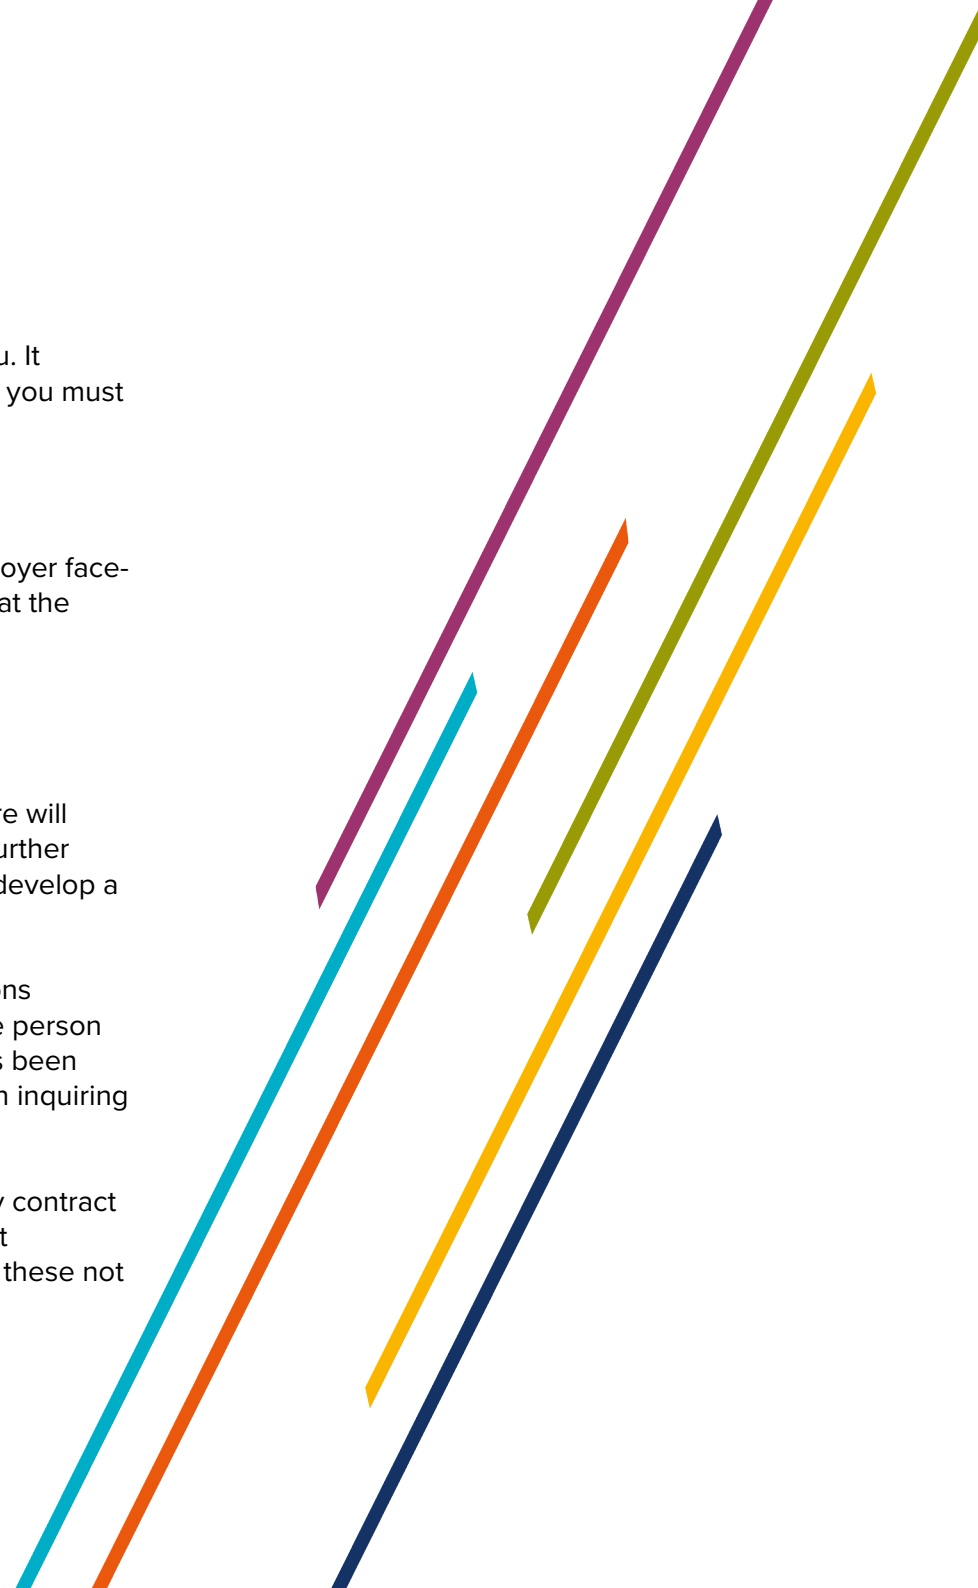 u. It
you must
oyer face-
at the
re will
urther
develop a
ons
e person
s been
n inquiring
y contract
t
these not